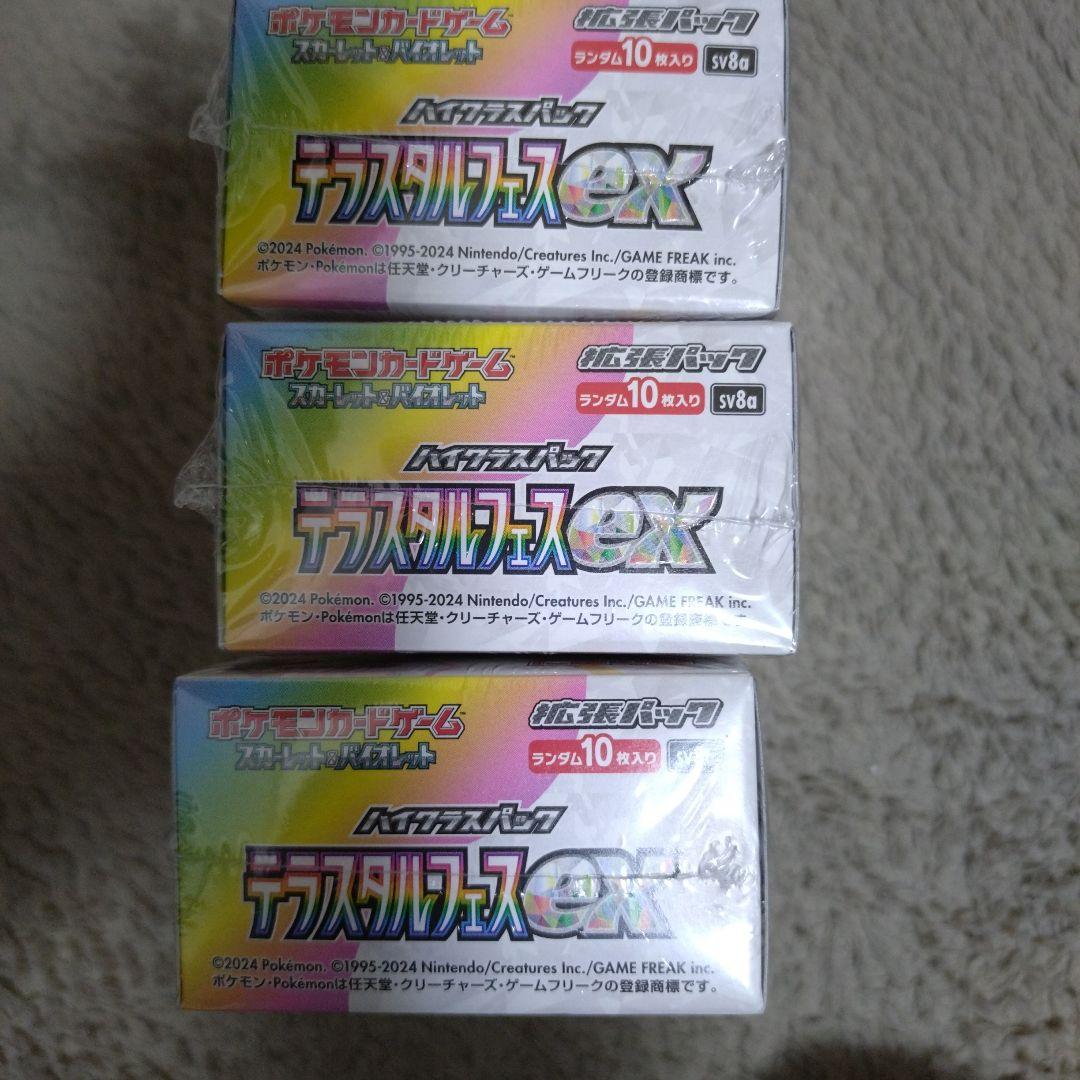 ポケモンカードゲーム™ 拡張パック
スカーレット&バイオレット ランダム10枚入り SV8a
ハイクラスパック
テラスタルフェスex
©2024 Pokémon. ©1995-2024 Nintendo/Creatures Inc./GAME FREAK inc.
ポケモン・Pokémonは任天堂・クリーチャーズ・ゲームフリークの登録商標です。
ポケモンカードゲーム™ 拡張パック
スカーレット&バイオレット ランダム10枚入り SV8a
ハイクラスパック
テラスタルフェスex
©2024 Pokémon. ©1995-2024 Nintendo/Creatures Inc./GAME FREAK inc.
ポケモン・Pokémonは任天堂・クリーチャーズ・ゲームフリークの登録商標です
ポケモンカードゲーム™ 拡張パック
スカーレット&バイオレット ランダム10枚入り
ハイクラスパック
テラスタルフェスex
©2024 Pokémon. ©1995-2024 Nintendo/Creatures Inc./GAME FREAK inc.
ポケモン・Pokémonは任天堂・クリーチャーズ・ゲームフリークの登録商標です。